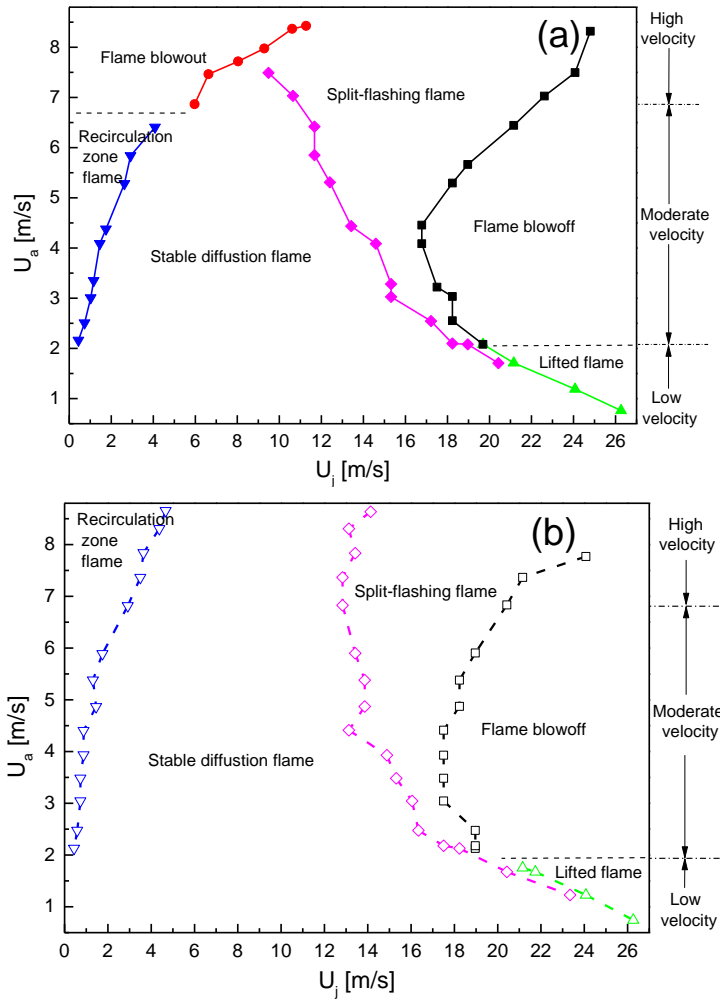 (a)
High
velocity
Flame blowout
Split-flashing flame
Recirculation
zone
flame
Moderate
velocity
Flame blowoff
Stable diffustion flame
Lifted flame
Low
velocity
U_a [m/s]
8
7
6
5
4
3
2
1
0 2 4 6 8 10 12 14 16 18 20 22 24 26
U_j [m/s]
(b)
Recirculation
zone
flame
High
velocity
Split-flashing flame
Moderate
velocity
Flame blowoff
Stable diffustion flame
Lifted flame
Low
velocity
U_a [m/s]
8
7
6
5
4
3
2
1
0 2 4 6 8 10 12 14 16 18 20 22 24 26
U_j [m/s]